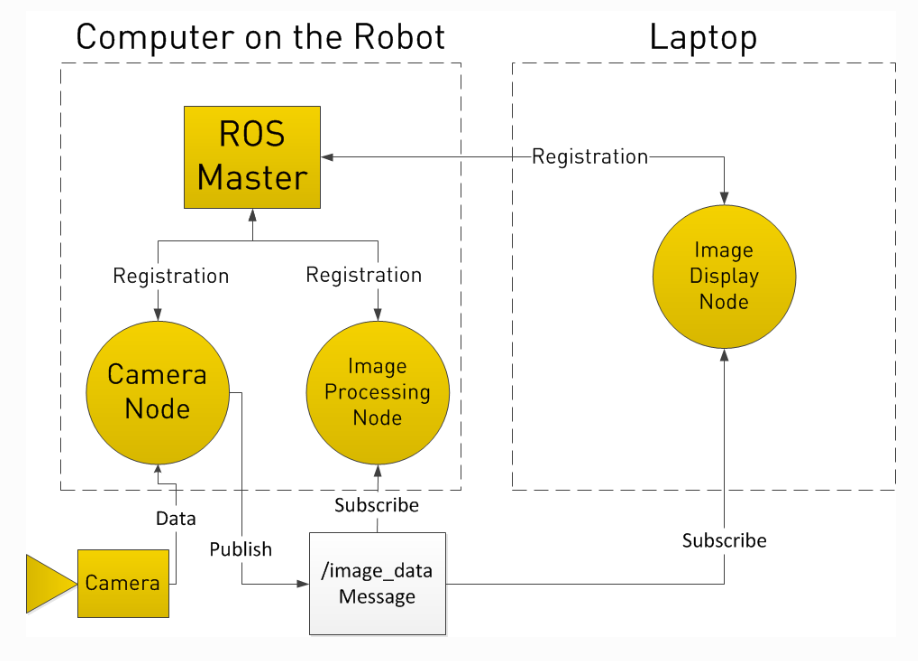 Computer on the Robot
Laptop
ROS
Master
Registration
Registration
Registration
Image
Display
Node
Camera
Node
Image
Processing
Node
Data
Publish
Subscribe
Subscribe
Camera
/image_data
Message